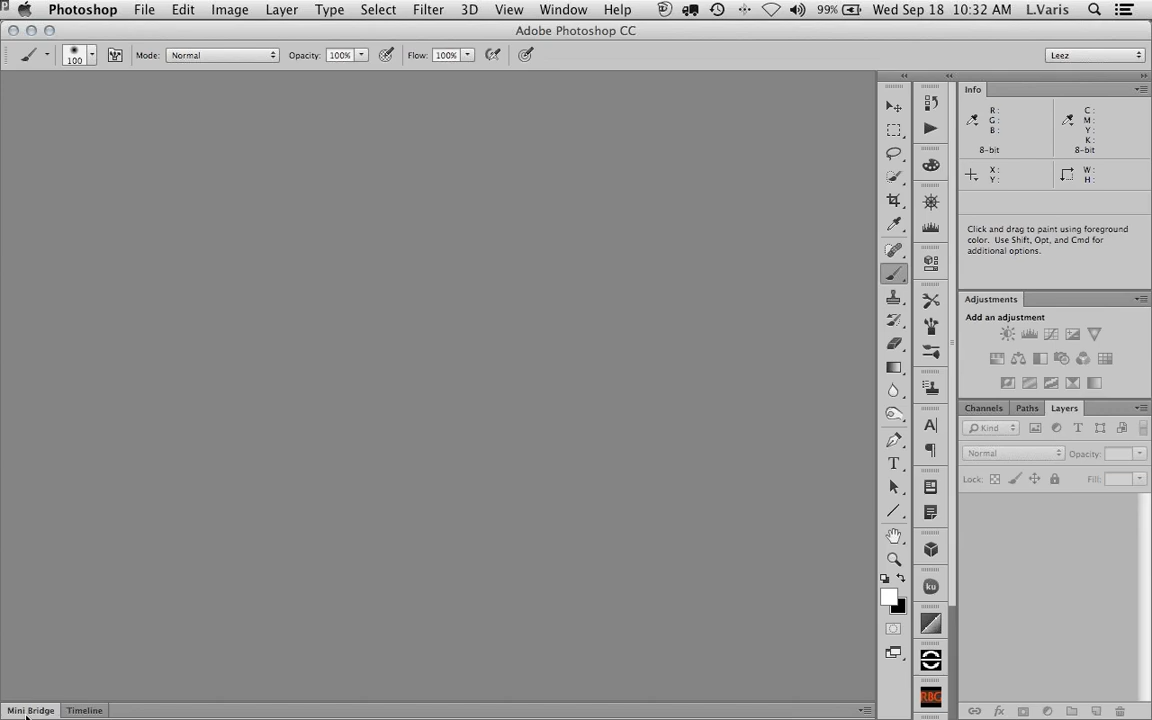 Photoshop File Edit Image Layer Type Select Filter 3D View Window Help 99% Wed Sep 18 10:32 AM L.Varis
Adobe Photoshop CC
100 Mode: Normal Opacity: 100% Flow: 100% Leez
Info
R: C:
G: M:
B: Y:
K:
8-bit 8-bit
X: W:
Y: H:
Click and drag to paint using foreground
color. Use Shift, Opt, and Cmd for
additional options.
Adjustments
Add an adjustment
Channels Paths Layers
Kind
Normal Opacity:
Lock: Fill:
ku
RBG
Mini Bridge Timeline